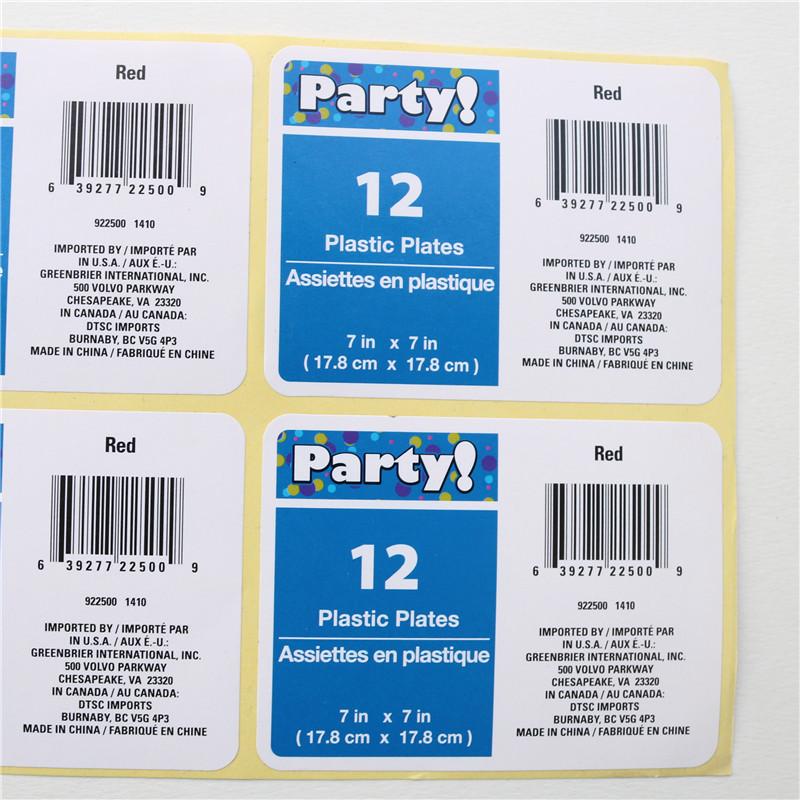 Red
6 39277 22500 9
922500 1410
IMPORTED BY / IMPORTÉ PAR
IN U.S.A. / AUX É.-U.:
GREENBRIER INTERNATIONAL, INC.
500 VOLVO PARKWAY
CHESAPEAKE, VA 23320
IN CANADA / AU CANADA:
DTSC IMPORTS
BURNABY, BC V5G 4P3
MADE IN CHINA / FABRIQUÉ EN CHINE
Party!
12
Plastic Plates
Assiettes en plastique
7 in x 7 in
( 17.8 cm x 17.8 cm )
Red
6 39277 22500 9
922500 1410
IMPORTED BY / IMPORTÉ PAR
IN U.S.A. / AUX É.-U.:
GREENBRIER INTERNATIONAL, INC.
500 VOLVO PARKWAY
CHESAPEAKE, VA 23320
IN CANADA / AU CANADA:
DTSC IMPORTS
BURNABY, BC V5G 4P3
MADE IN CHINA / FABRIQUÉ EN CHINE
Red
6 39277 22500 9
922500 1410
IMPORTED BY / IMPORTÉ PAR
IN U.S.A. / AUX É.-U.:
GREENBRIER INTERNATIONAL, INC.
500 VOLVO PARKWAY
CHESAPEAKE, VA 23320
IN CANADA / AU CANADA:
DTSC IMPORTS
BURNABY, BC V5G 4P3
MADE IN CHINA / FABRIQUÉ EN CHINE
Party!
12
Plastic Plates
Assiettes en plastique
7 in x 7 in
( 17.8 cm x 17.8 cm )
Red
6 39277 22500 9
922500 1410
IMPORTED BY / IMPORTÉ PAR
IN U.S.A. / AUX É.-U.:
GREENBRIER INTERNATIONAL, INC.
500 VOLVO PARKWAY
CHESAPEAKE, VA 23320
IN CANADA / AU CANADA:
DTSC IMPORTS
BURNABY, BC V5G 4P3
MADE IN CHINA / FABRIQUÉ EN CHINE